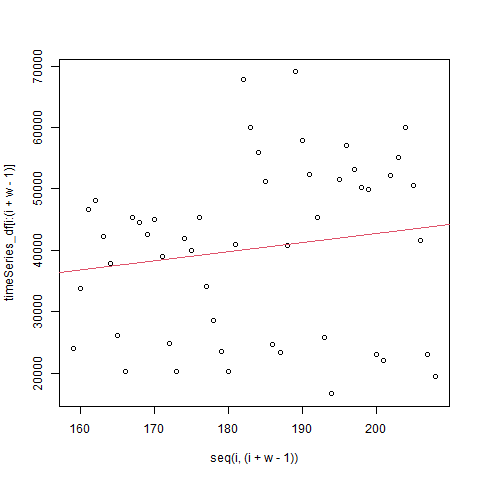 timeSeries_df[i:(i + w - 1)]
70000
60000
50000
40000
30000
20000
160 170 180 190 200
seq(i, (i + w - 1))